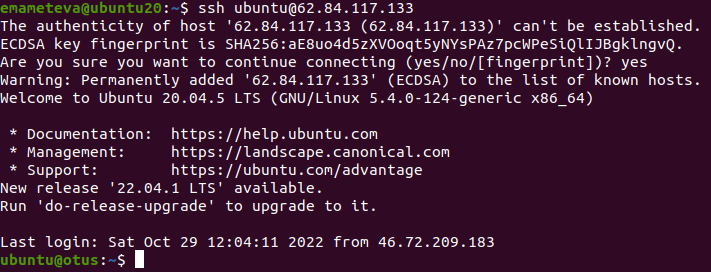 emameteva@ubuntu20:~$ ssh ubuntu@62.84.117.133
The authenticity of host '62.84.117.133 (62.84.117.133)' can't be established.
ECDSA key fingerprint is SHA256:aE8uo4d5zXVOoqt5yNYsPAz7pcWPeSiQlIJBgklngvQ.
Are you sure you want to continue connecting (yes/no/[fingerprint])? yes
Warning: Permanently added '62.84.117.133' (ECDSA) to the list of known hosts.
Welcome to Ubuntu 20.04.5 LTS (GNU/Linux 5.4.0-124-generic x86_64)
* Documentation:  https://help.ubuntu.com
* Management:     https://landscape.canonical.com
* Support:        https://ubuntu.com/advantage
New release '22.04.1 LTS' available.
Run 'do-release-upgrade' to upgrade to it.
Last login: Sat Oct 29 12:04:11 2022 from 46.72.209.183
ubuntu@otus:~$